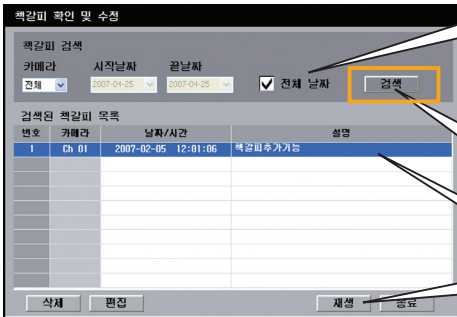 책갈피 확인 및 수정
책갈피 검색
카메라 시작날짜 끝날짜
전체 2007-04-25 2007-04-25 전체 날짜 검색
검색된 책갈피 목록
번호 카메라 날짜/시간 설명
1 Ch 01 2007-02-05 12:01:06 책갈피추가기능
삭제 편집 재생 종료